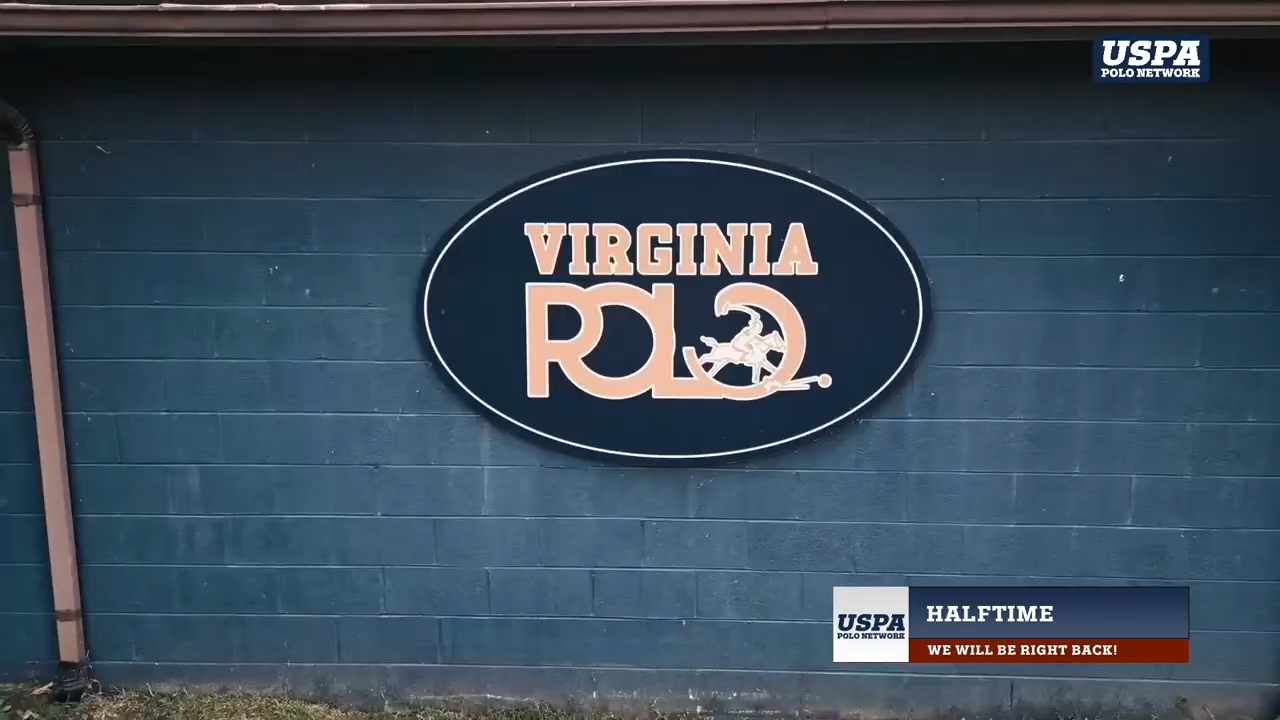 USPA
POLO NETWORK
VIRGINIA
POLO
USPA
POLO NETWORK
HALFTIME
WE WILL BE RIGHT BACK!